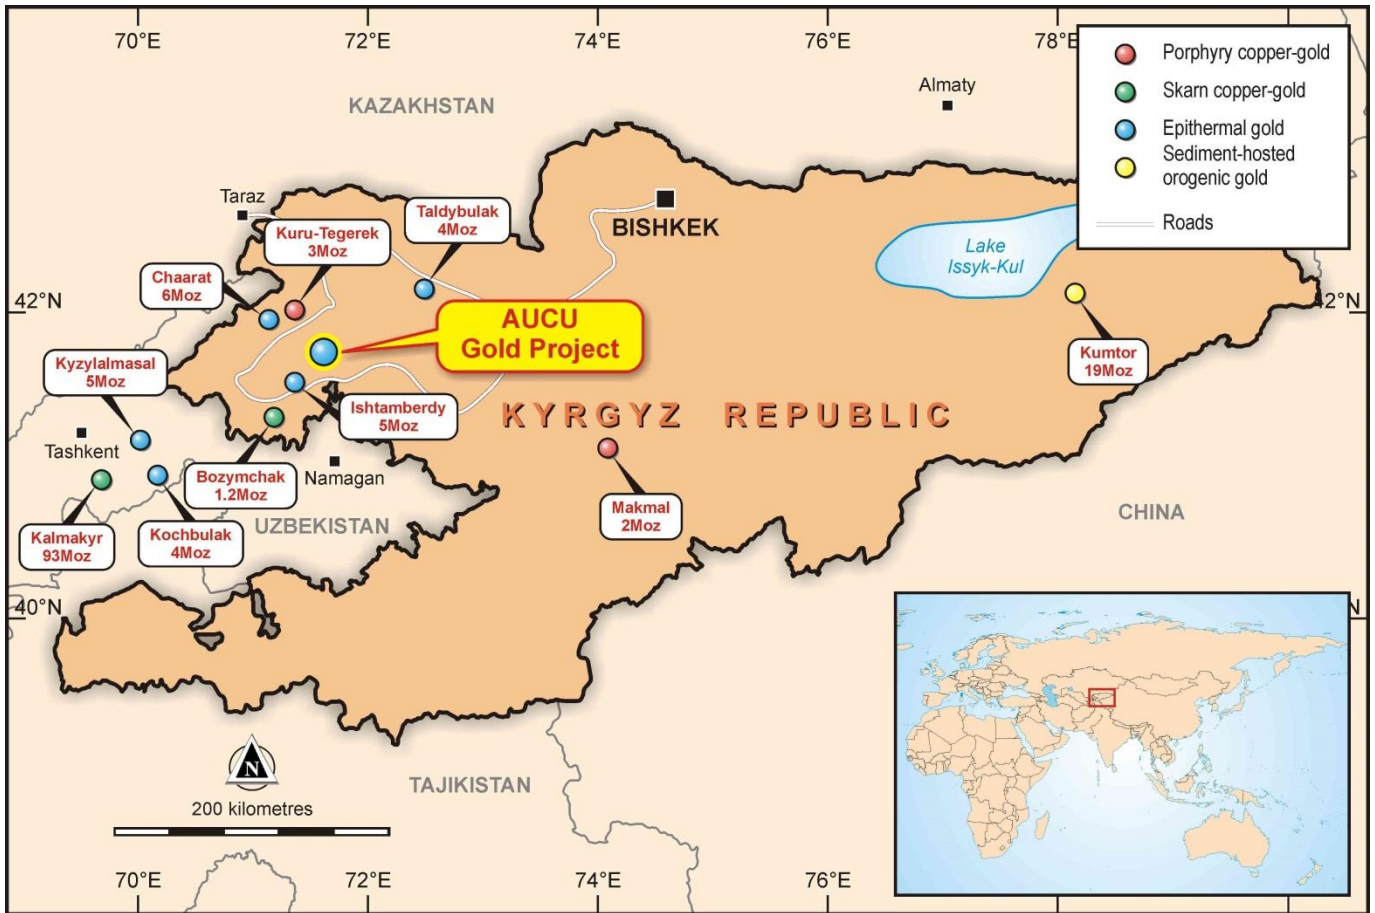 70°E
72°E
74°E
76°E
78°E
Porphyry copper-gold
Skarn copper-gold
Epithermal gold
Sediment-hosted
orogenic gold
Roads
Almaty
KAZAKHSTAN
Taraz
Kuru-Tegerek
3Moz
Taldybulak
4Moz
BISHKEK
Lake
Issyk-Kul
Chaarat
6Moz
42°N
42°N
AUCU
Gold Project
Kumtor
19Moz
Kyzylalmasal
5Moz
Ishtamberdy
5Moz
KYRGYZ REPUBLIC
Tashkent
Bozymchak
1.2Moz
Namagan
Makmal
2Moz
CHINA
UZBEKISTAN
Kalmakyr
93Moz
Kochbulak
4Moz
40°N
N
N
200 kilometres
TAJIKISTAN
70°E
72°E
74°E
76°E